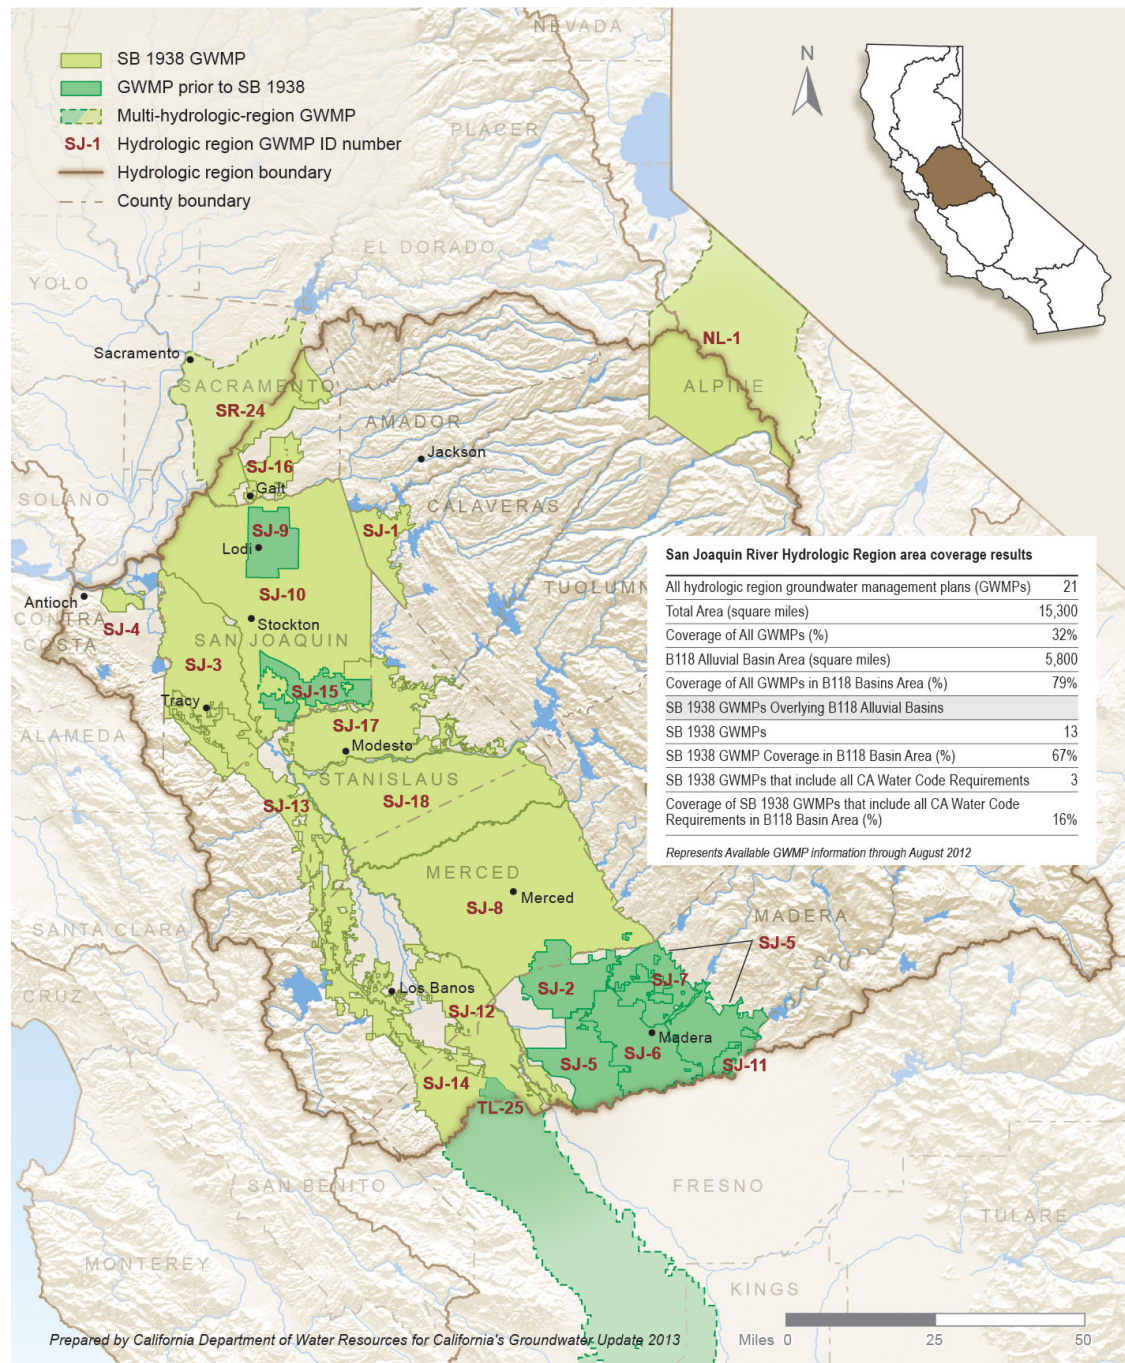 NEVADA
SB 1938 GWMP
GWMP prior to SB 1938
Multi-hydrologic-region GWMP
SJ-1 Hydrologic region GWMP ID number
Hydrologic region boundary
County boundary
N
PLACER
EL DORADO
YOLO
Sacramento
SACRAMENTO
SR-24
NL-1
ALPINE
AMADOR
Jackson
SJ-16
Galt
SOLANO
CALAVERAS
SJ-9
Lodi
SJ-1
TUOLUMN
Antioch
SJ-10
CONTRA
COSTA
SJ-4
Stockton
SAN JOAQUIN
SJ-3
SJ-15
Tracy
SJ-17
ALAMEDA
Modesto
STANISLAUS
SJ-18
SJ-13
San Joaquin River Hydrologic Region area coverage results
All hydrologic region groundwater management plans (GWMPs) 21
Total Area (square miles) 15,300
Coverage of All GWMPs (%) 32%
B118 Alluvial Basin Area (square miles) 5,800
Coverage of All GWMPs in B118 Basins Area (%) 79%
SB 1938 GWMPs Overlying B118 Alluvial Basins
SB 1938 GWMPs 13
SB 1938 GWMP Coverage in B118 Basin Area (%) 67%
SB 1938 GWMPs that include all CA Water Code Requirements 3
Coverage of SB 1938 GWMPs that include all CA Water Code
Requirements in B118 Basin Area (%) 16%
Represents Available GWMP information through August 2012
MERCED
Merced
SJ-8
SANTA CLARA
MADERA
SJ-5
CRUZ
Los Banos
SJ-2
SJ-7
SJ-12
Madera
SJ-5
SJ-6
SJ-11
SJ-14
TL-25
SAN BENITO
FRESNO
TULARE
MONTEREY
KINGS
Prepared by California Department of Water Resources for California's Groundwater Update 2013
Miles 0 25 50